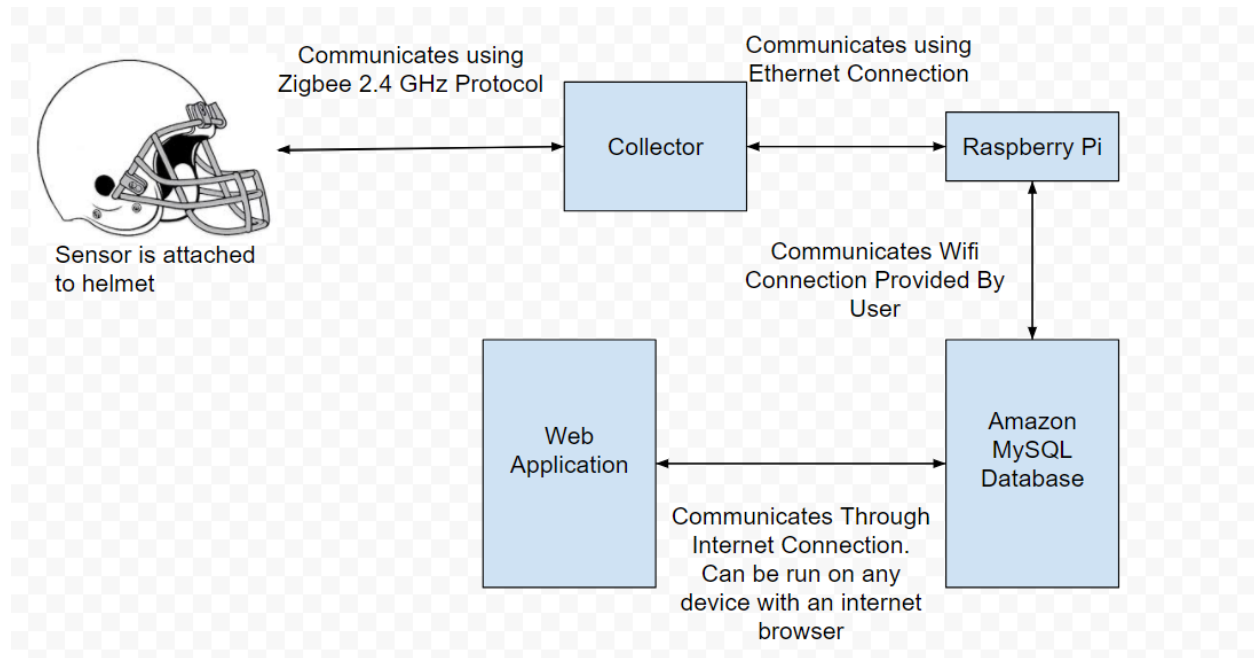 Communicates using
Zigbee 2.4 GHz Protocol
Communicates using
Ethernet Connection
Collector
Raspberry Pi
Sensor is attached
to helmet
Communicates Wifi
Connection Provided By
User
Web
Application
Amazon
MySQL
Database
Communicates Through
Internet Connection.
Can be run on any
device with an internet
browser